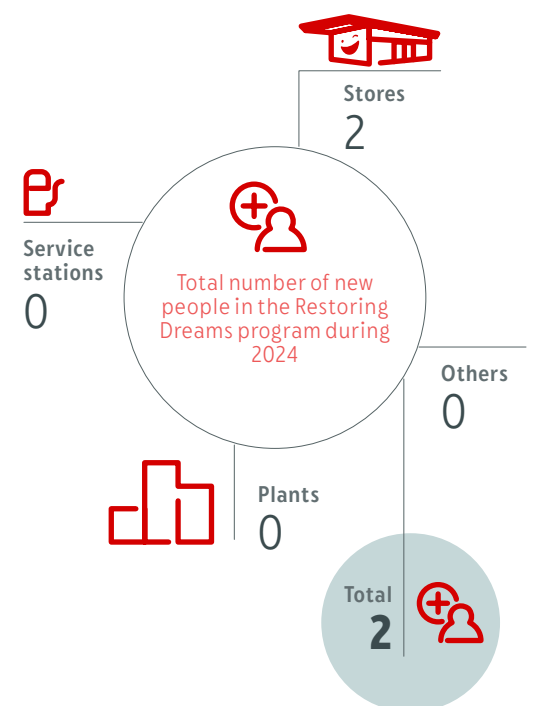 Stores
2
Service
stations
0
Total number of new
people in the Restoring
Dreams program during
2024
Others
0
Plants
0
Total
2